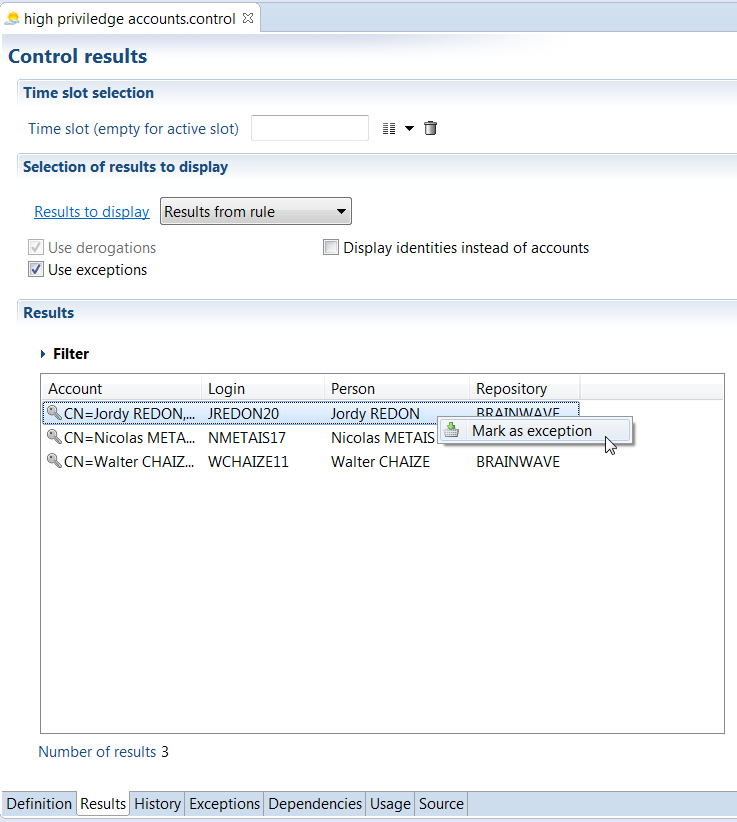 high priviledge accounts.control
Control results
Time slot selection
Time slot (empty for active slot)
Selection of results to display
Results to display Results from rule
Use derogations Display identities instead of accounts
Use exceptions
Results
Filter
Account Login Person Repository
CN=Jordy REDON,... JREDON20 Jordy REDON BRAINWAVE
Mark as exception
CN=Nicolas META... NMETAIS17 Nicolas METAIS
CN=Walter CHAIZ... WCHAIZE11 Walter CHAIZE BRAINWAVE
Number of results 3
Definition Results History Exceptions Dependencies Usage Source